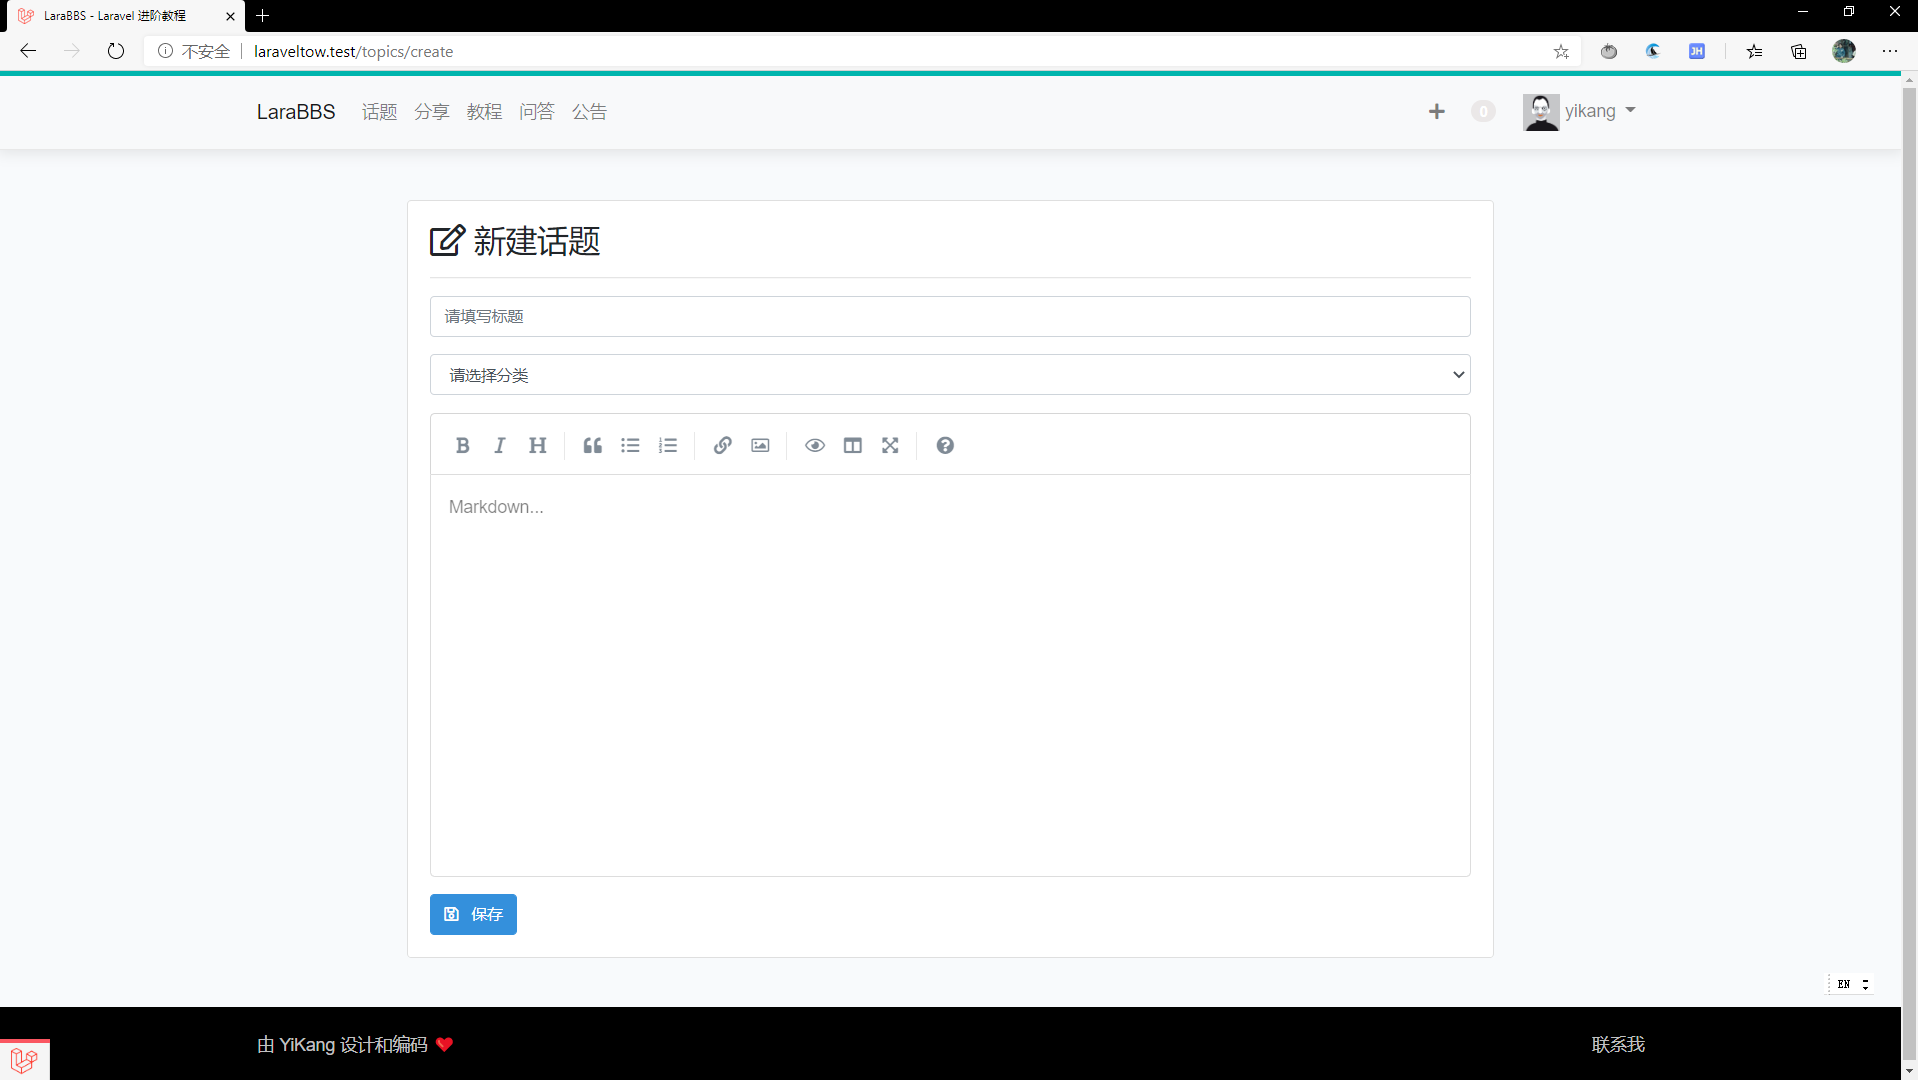 LaraBBS - Laravel 进阶教程
不安全 laraveltow.test/topics/create
JH
LaraBBS 话题 分享 教程 问答 公告 0 yikang
新建话题
请填写标题
请选择分类
B I H
Markdown...
保存
EN
由 YiKang 设计和编码 联系我